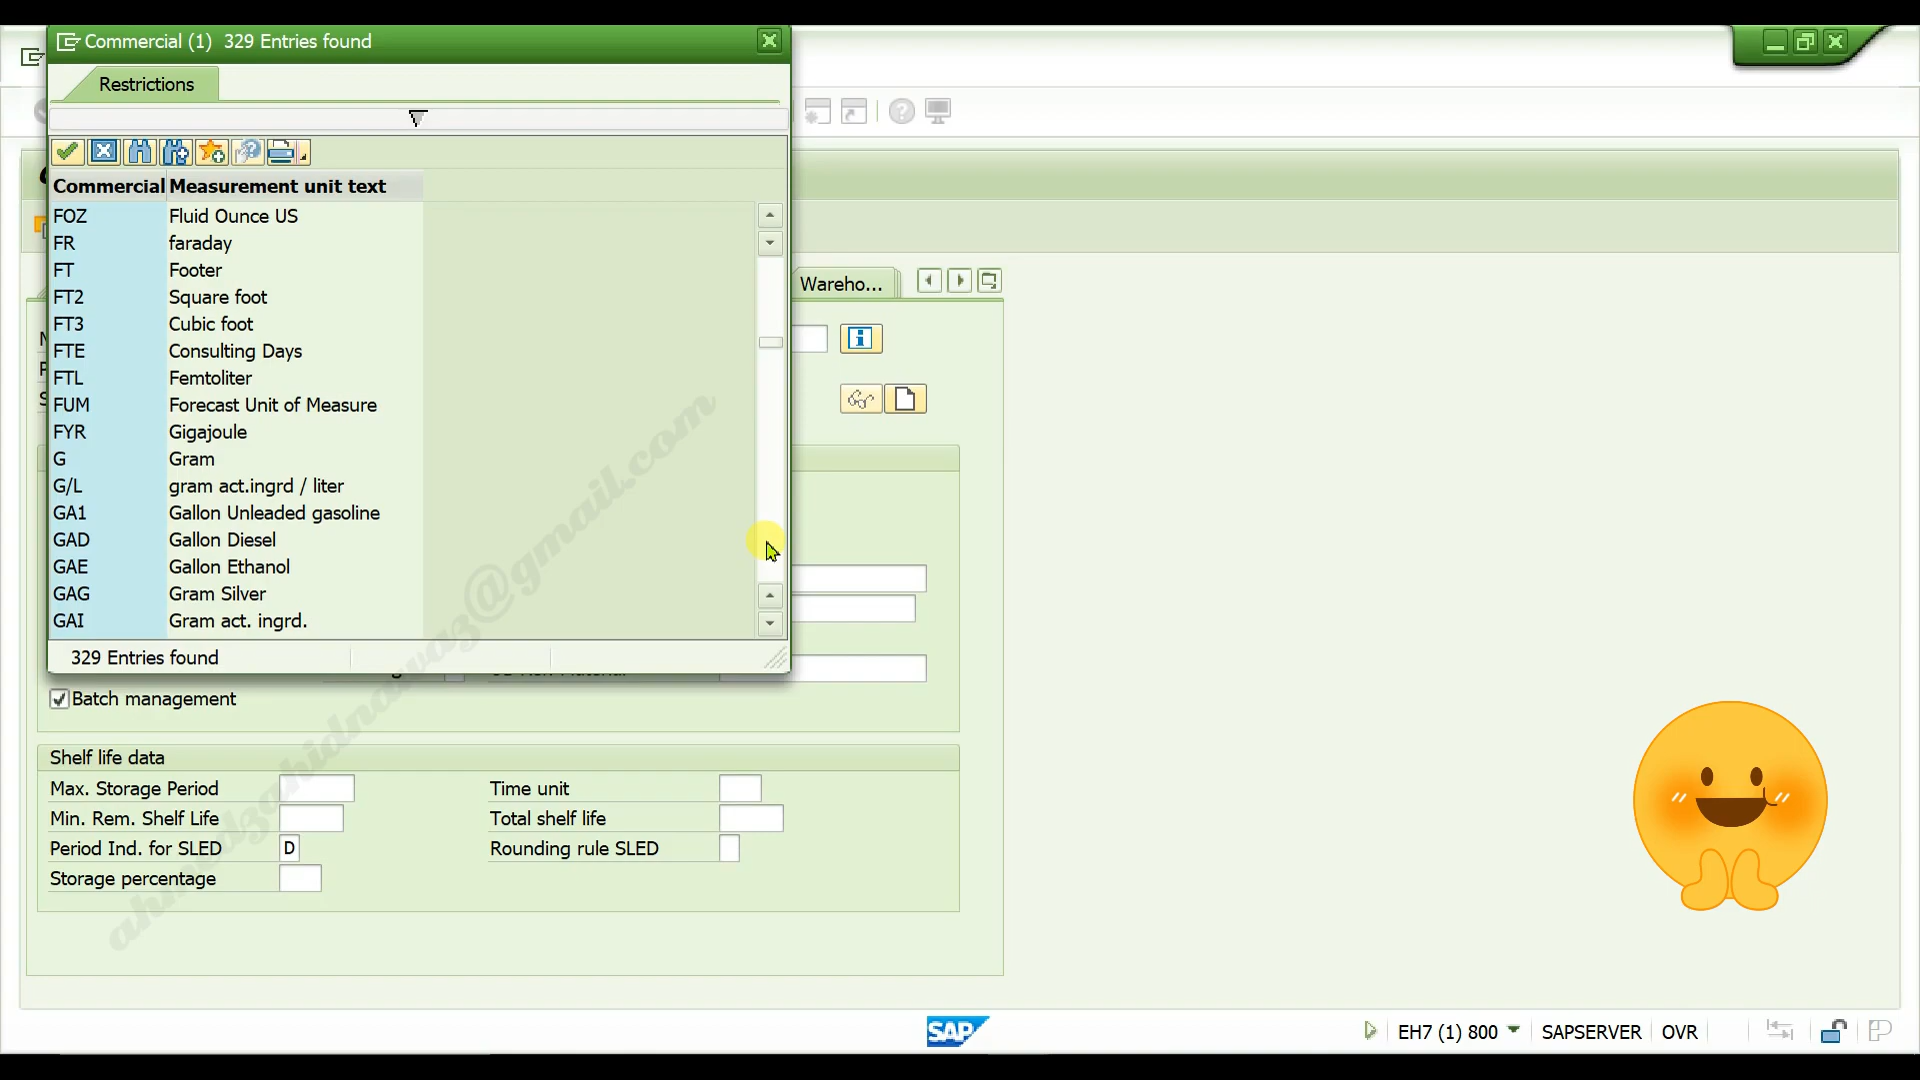 Commercial (1) 329 Entries found
Restrictions
Commercial Measurement unit text
FOZ Fluid Ounce US
FR faraday
FT Footer
FT2 Square foot
FT3 Cubic foot
FTE Consulting Days
FTL Femtoliter
FUM Forecast Unit of Measure
FYR Gigajoule
G Gram
G/L gram act.ingrd / liter
GA1 Gallon Unleaded gasoline
GAD Gallon Diesel
GAE Gallon Ethanol
GAG Gram Silver
GAI Gram act. ingrd.
329 Entries found
Wareho...
Batch management
Shelf life data
Max. Storage Period Time unit
Min. Rem. Shelf Life Total shelf life
Period Ind. for SLED D Rounding rule SLED
Storage percentage
ahmedzahidnawaz@gmail.com
SAP EH7 (1) 800 SAPSERVER OVR